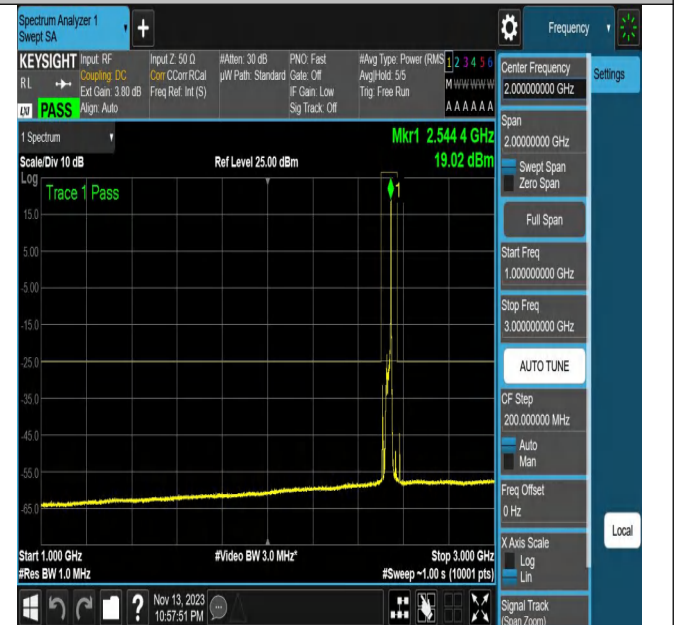 Spectrum Analyzer 1
Swept SA
+
Frequency
KEYSIGHT
RL
LXI PASS
Input: RF
Coupling: DC
Ext Gain: 3.80 dB
Align: Auto
Input Z: 50 Ω
Corr CCorr RCal
Freq Ref: Int (S)
#Atten: 30 dB
µW Path: Standard
PNO: Fast
Gate: Off
IF Gain: Low
Sig Track: Off
#Avg Type: Power (RMS
Avg|Hold: 5/5
Trig: Free Run
1 2 3 4 5 6
M W W W W W
A A A A A A
Center Frequency
2.000000000 GHz
Settings
Span
2.00000000 GHz
Swept Span
Zero Span
Full Span
Start Freq
1.000000000 GHz
Stop Freq
3.000000000 GHz
AUTO TUNE
CF Step
200.000000 MHz
Auto
Man
Freq Offset
0 Hz
X Axis Scale
Log
Lin
Local
Signal Track
(Span Zoom)
1 Spectrum
Scale/Div 10 dB
Ref Level 25.00 dBm
Mkr1 2.544 4 GHz
19.02 dBm
Log
Trace 1 Pass
1
15.0
5.00
-5.00
-15.0
-25.0
-35.0
-45.0
-55.0
-65.0
Start 1.000 GHz
#Res BW 1.0 MHz
#Video BW 3.0 MHz*
Stop 3.000 GHz
#Sweep ~1.00 s (10001 pts)
?
Nov 13, 2023
10:57:51 PM